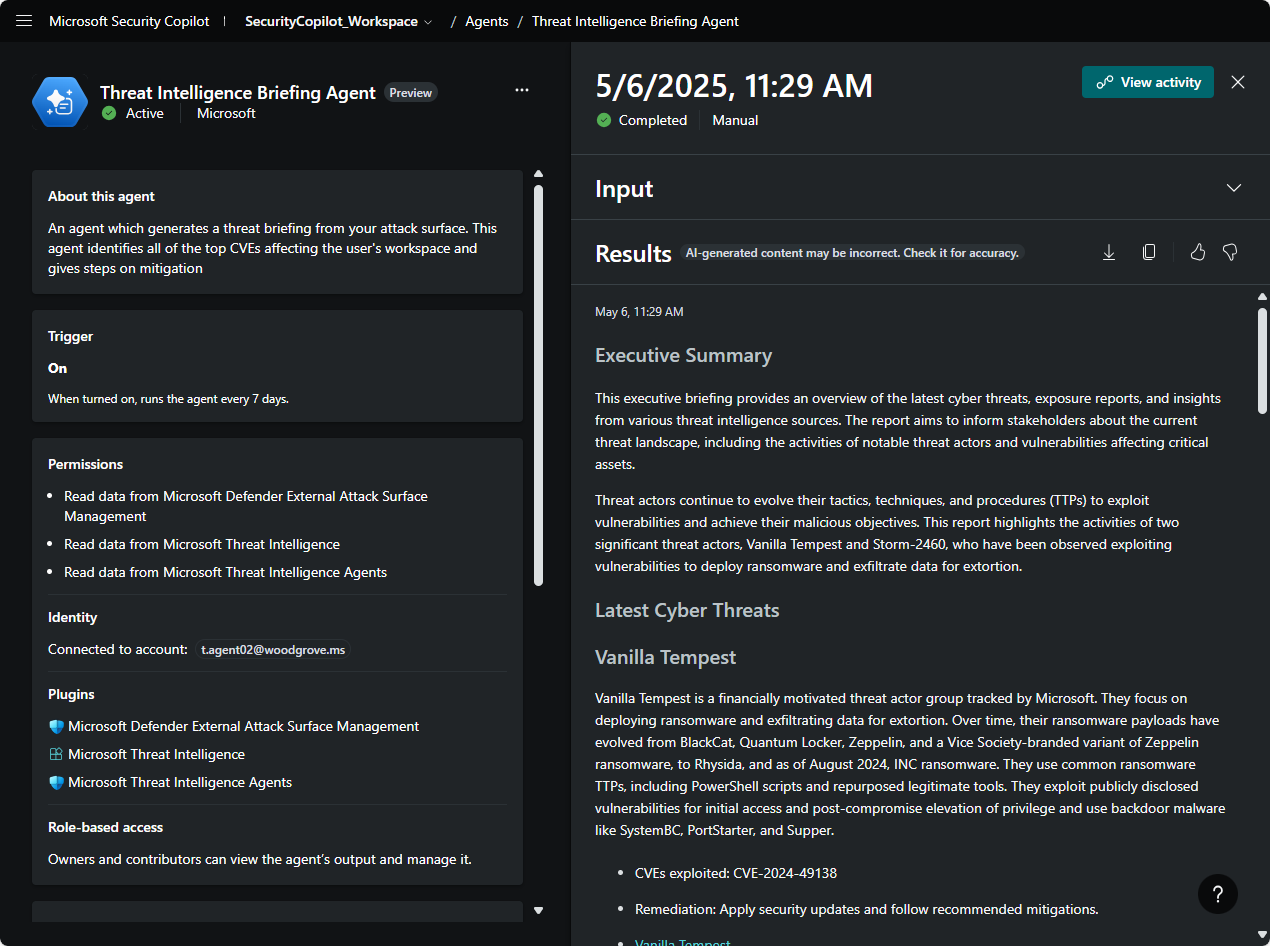 Microsoft Security Copilot | SecurityCopilot_Workspace / Agents / Threat Intelligence Briefing Agent
Threat Intelligence Briefing Agent Preview ...
Active Microsoft
About this agent
An agent which generates a threat briefing from your attack surface. This
agent identifies all of the top CVEs affecting the user's workspace and
gives steps on mitigation
Trigger
On
When turned on, runs the agent every 7 days.
Permissions
• Read data from Microsoft Defender External Attack Surface
Management
• Read data from Microsoft Threat Intelligence
• Read data from Microsoft Threat Intelligence Agents
Identity
Connected to account: t.agent02@woodgrove.ms
Plugins
Microsoft Defender External Attack Surface Management
Microsoft Threat Intelligence
Microsoft Threat Intelligence Agents
Role-based access
Owners and contributors can view the agent's output and manage it.
5/6/2025, 11:29 AM
View activity
Completed Manual
Input
Results AI-generated content may be incorrect. Check it for accuracy.
May 6, 11:29 AM
Executive Summary
This executive briefing provides an overview of the latest cyber threats, exposure reports, and insights
from various threat intelligence sources. The report aims to inform stakeholders about the current
threat landscape, including the activities of notable threat actors and vulnerabilities affecting critical
assets.
Threat actors continue to evolve their tactics, techniques, and procedures (TTPs) to exploit
vulnerabilities and achieve their malicious objectives. This report highlights the activities of two
significant threat actors, Vanilla Tempest and Storm-2460, who have been observed exploiting
vulnerabilities to deploy ransomware and exfiltrate data for extortion.
Latest Cyber Threats
Vanilla Tempest
Vanilla Tempest is a financially motivated threat actor group tracked by Microsoft. They focus on
deploying ransomware and exfiltrating data for extortion. Over time, their ransomware payloads have
evolved from BlackCat, Quantum Locker, Zeppelin, and a Vice Society-branded variant of Zeppelin
ransomware, to Rhysida, and as of August 2024, INC ransomware. They use common ransomware
TTPs, including PowerShell scripts and repurposed legitimate tools. They exploit publicly disclosed
vulnerabilities for initial access and post-compromise elevation of privilege and use backdoor malware
like SystemBC, PortStarter, and Supper.
• CVEs exploited: CVE-2024-49138
• Remediation: Apply security updates and follow recommended mitigations.
• Vanilla Tempest
?